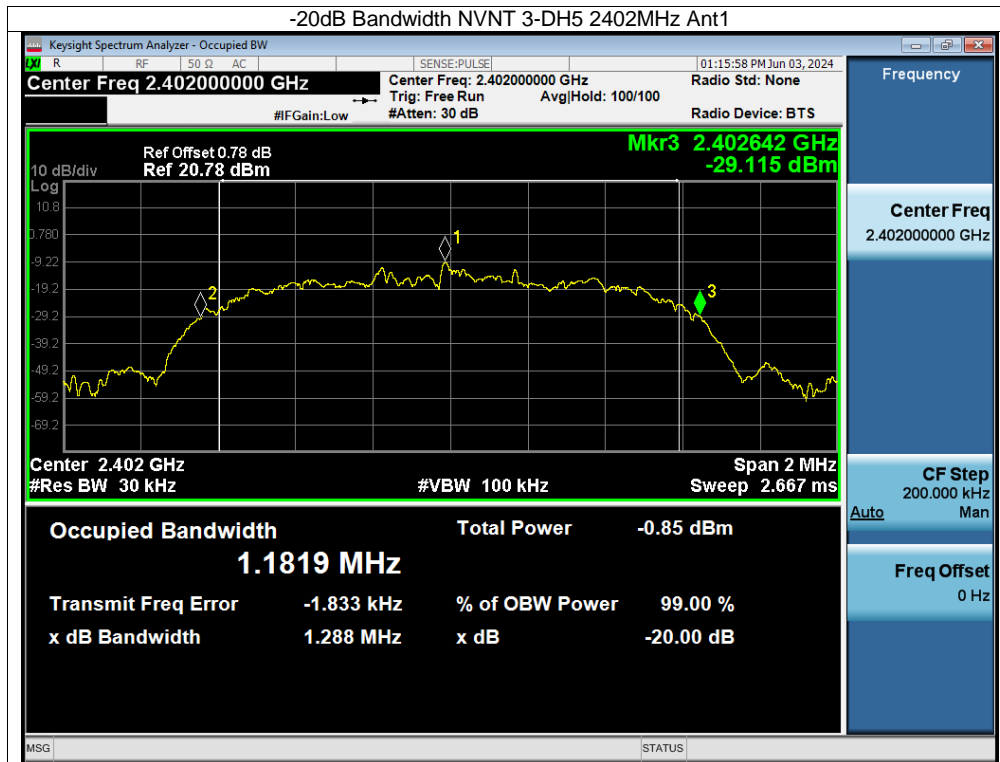 -20dB Bandwidth NVNT 3-DH5 2402MHz Ant1
Keysight Spectrum Analyzer - Occupied BW
LXI R RF 50 Ω AC SENSE:PULSE 01:15:58 PM Jun 03, 2024
Center Freq 2.402000000 GHz
Center Freq: 2.402000000 GHz
Radio Std: None
Trig: Free Run Avg|Hold: 100/100
#IFGain:Low
#Atten: 30 dB
Radio Device: BTS
Frequency
Mkr3 2.402642 GHz
-29.115 dBm
Ref Offset 0.78 dB
10 dB/div Ref 20.78 dBm
Log
10.8
0.780
-9.22
-19.2
-29.2
-39.2
-49.2
-59.2
-69.2
1
2
3
Center 2.402 GHz
Span 2 MHz
#Res BW 30 kHz
#VBW 100 kHz
Sweep 2.667 ms
Center Freq
2.402000000 GHz
CF Step
200.000 kHz
Auto Man
Freq Offset
0 Hz
Occupied Bandwidth
Total Power -0.85 dBm
1.1819 MHz
Transmit Freq Error -1.833 kHz
% of OBW Power 99.00 %
x dB Bandwidth 1.288 MHz
x dB -20.00 dB
MSG
STATUS